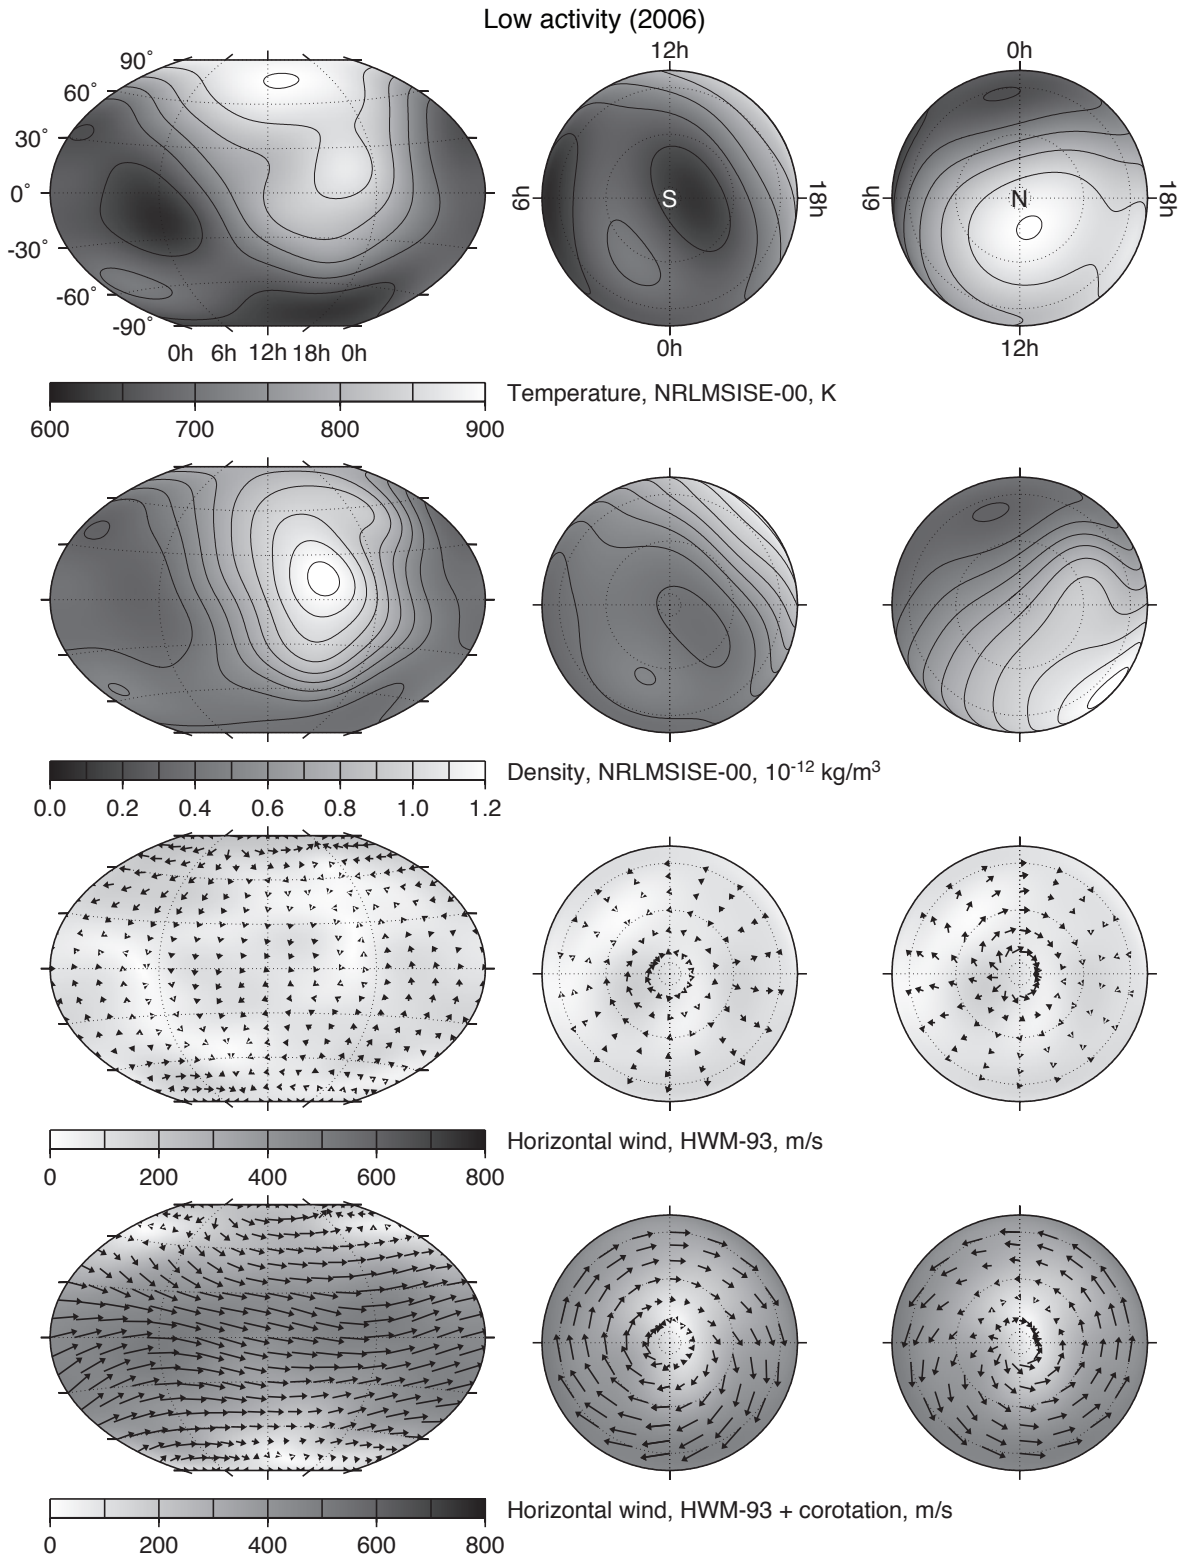 Low activity (2006)
12h
0h
90°
60°
30°
0°
-30°
-60°
-90°
6h
S
18h
6h
N
18h
0h 6h 12h 18h 0h
0h
12h
Temperature, NRLMSISE-00, K
600 700 800 900
Density, NRLMSISE-00, 10⁻¹² kg/m³
0.0 0.2 0.4 0.6 0.8 1.0 1.2
Horizontal wind, HWM-93, m/s
0 200 400 600 800
Horizontal wind, HWM-93 + corotation, m/s
0 200 400 600 800